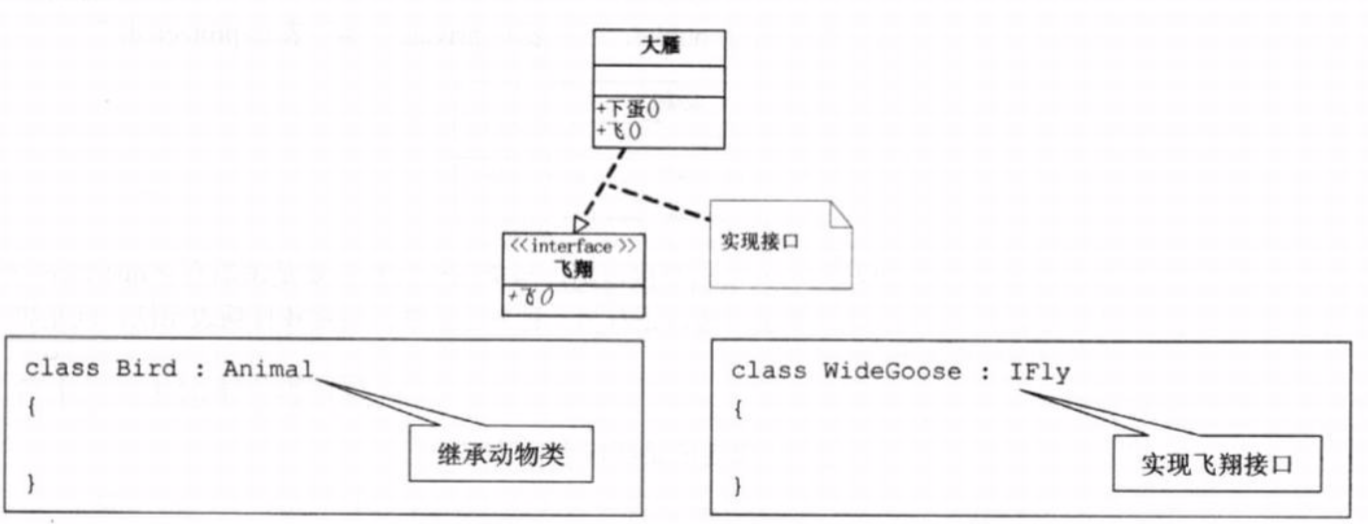 大雁
+下蛋()
+飞()
<<interface>>
飞翔
+飞()
实现接口
class Bird : Animal
{
继承动物类
}
class WideGoose : IFly
{
实现飞翔接口
}